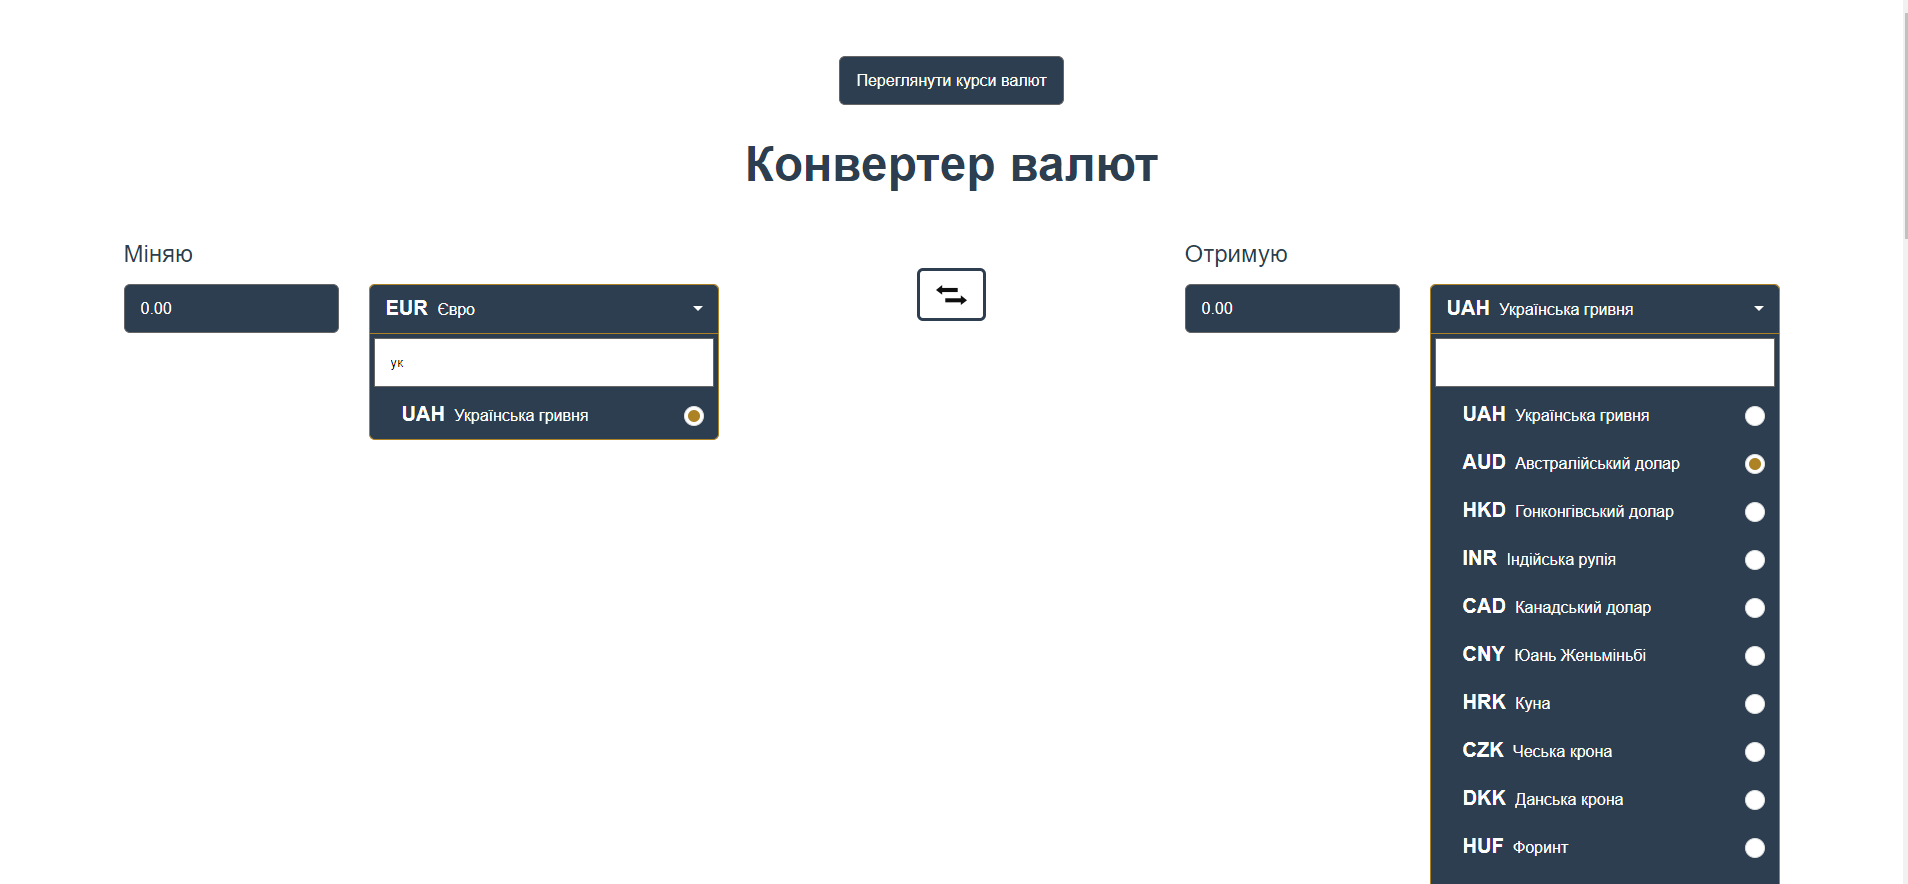 Переглянути курси валют
Конвертер валют
Міняю
0.00
EUR Євро
ук
UAH Українська гривня
Отримую
0.00
UAH Українська гривня
UAH Українська гривня
AUD Австралійський долар
HKD Гонконгівський долар
INR Індійська рупія
CAD Канадський долар
CNY Юань Женьміньбі
HRK Куна
CZK Чеська крона
DKK Данська крона
HUF Форинт